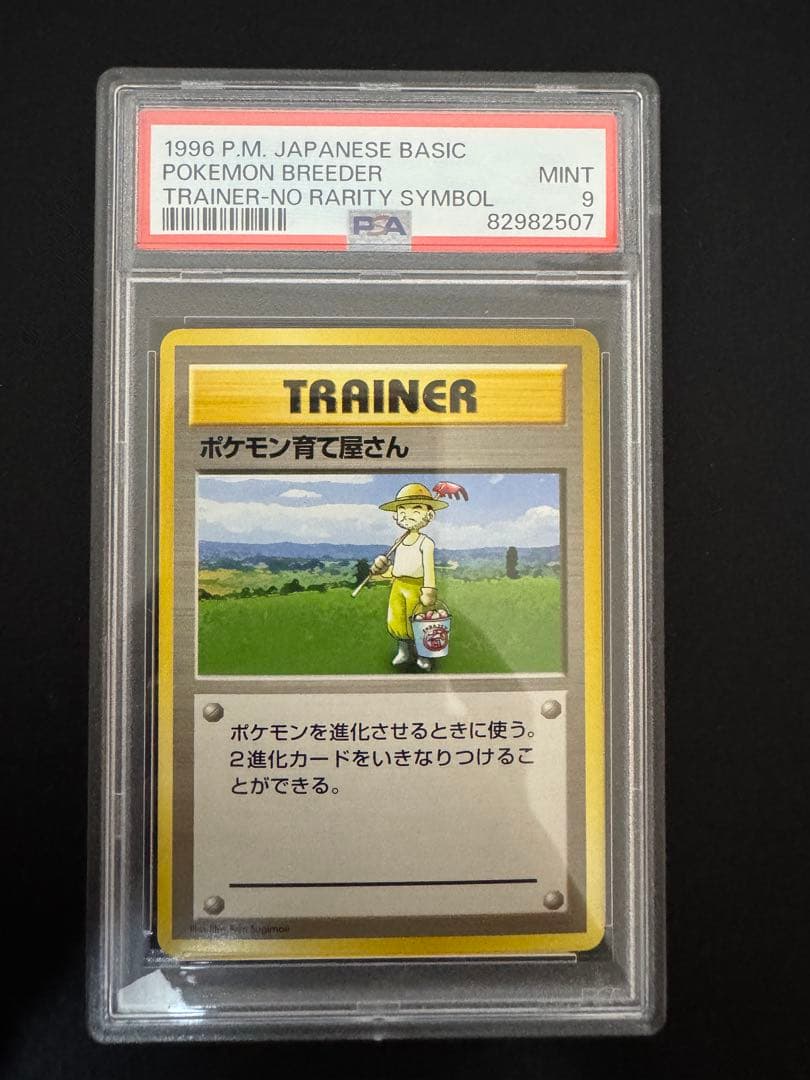 1996 P.M. JAPANESE BASIC
POKEMON BREEDER MINT
TRAINER-NO RARITY SYMBOL 9
PSA 82982507
TRAINER
ポケモン育て屋さん
ポケモンを進化させるときに使う。
2進化カードをいきなりつけるこ
とができる。
Sugimori